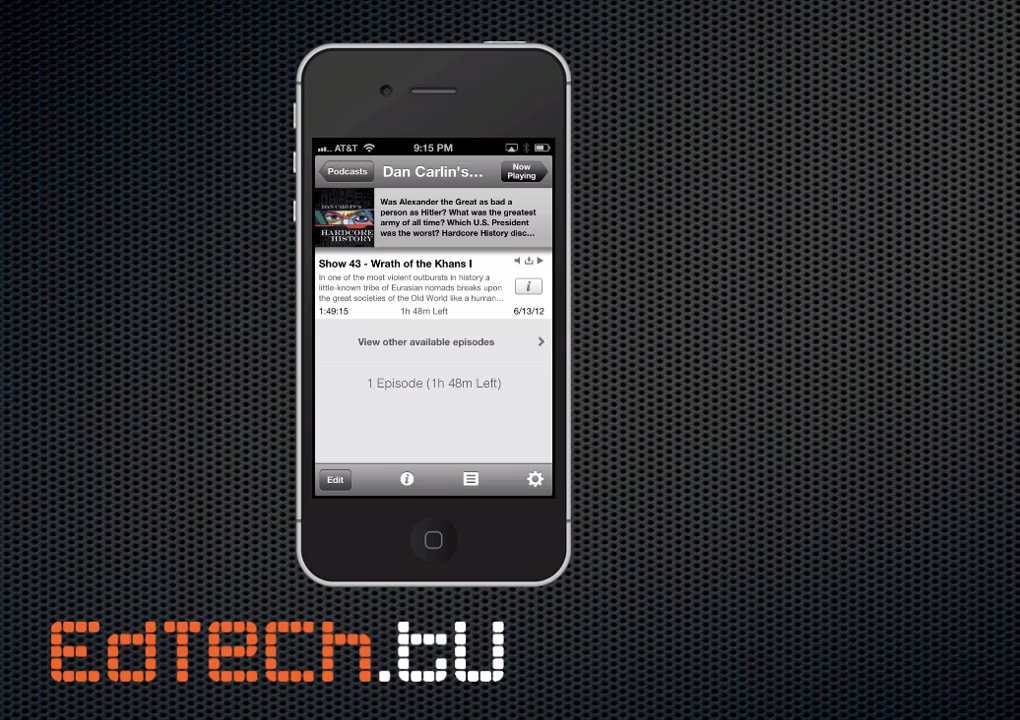 AT&T 9:15 PM
Podcasts Dan Carlin's... Now Playing
DAN CARLIN'S
HARDCORE
HISTORY
Was Alexander the Great as bad a
person as Hitler? What was the greatest
army of all time? Which U.S. President
was the worst? Hardcore History disc...
Show 43 - Wrath of the Khans I
In one of the most violent outbursts in history a
little-known tribe of Eurasian nomads breaks upon
the great societies of the Old World like a human...
1:49:15 1h 48m Left 6/13/12
View other available episodes
1 Episode (1h 48m Left)
Edit
EdTech.tU